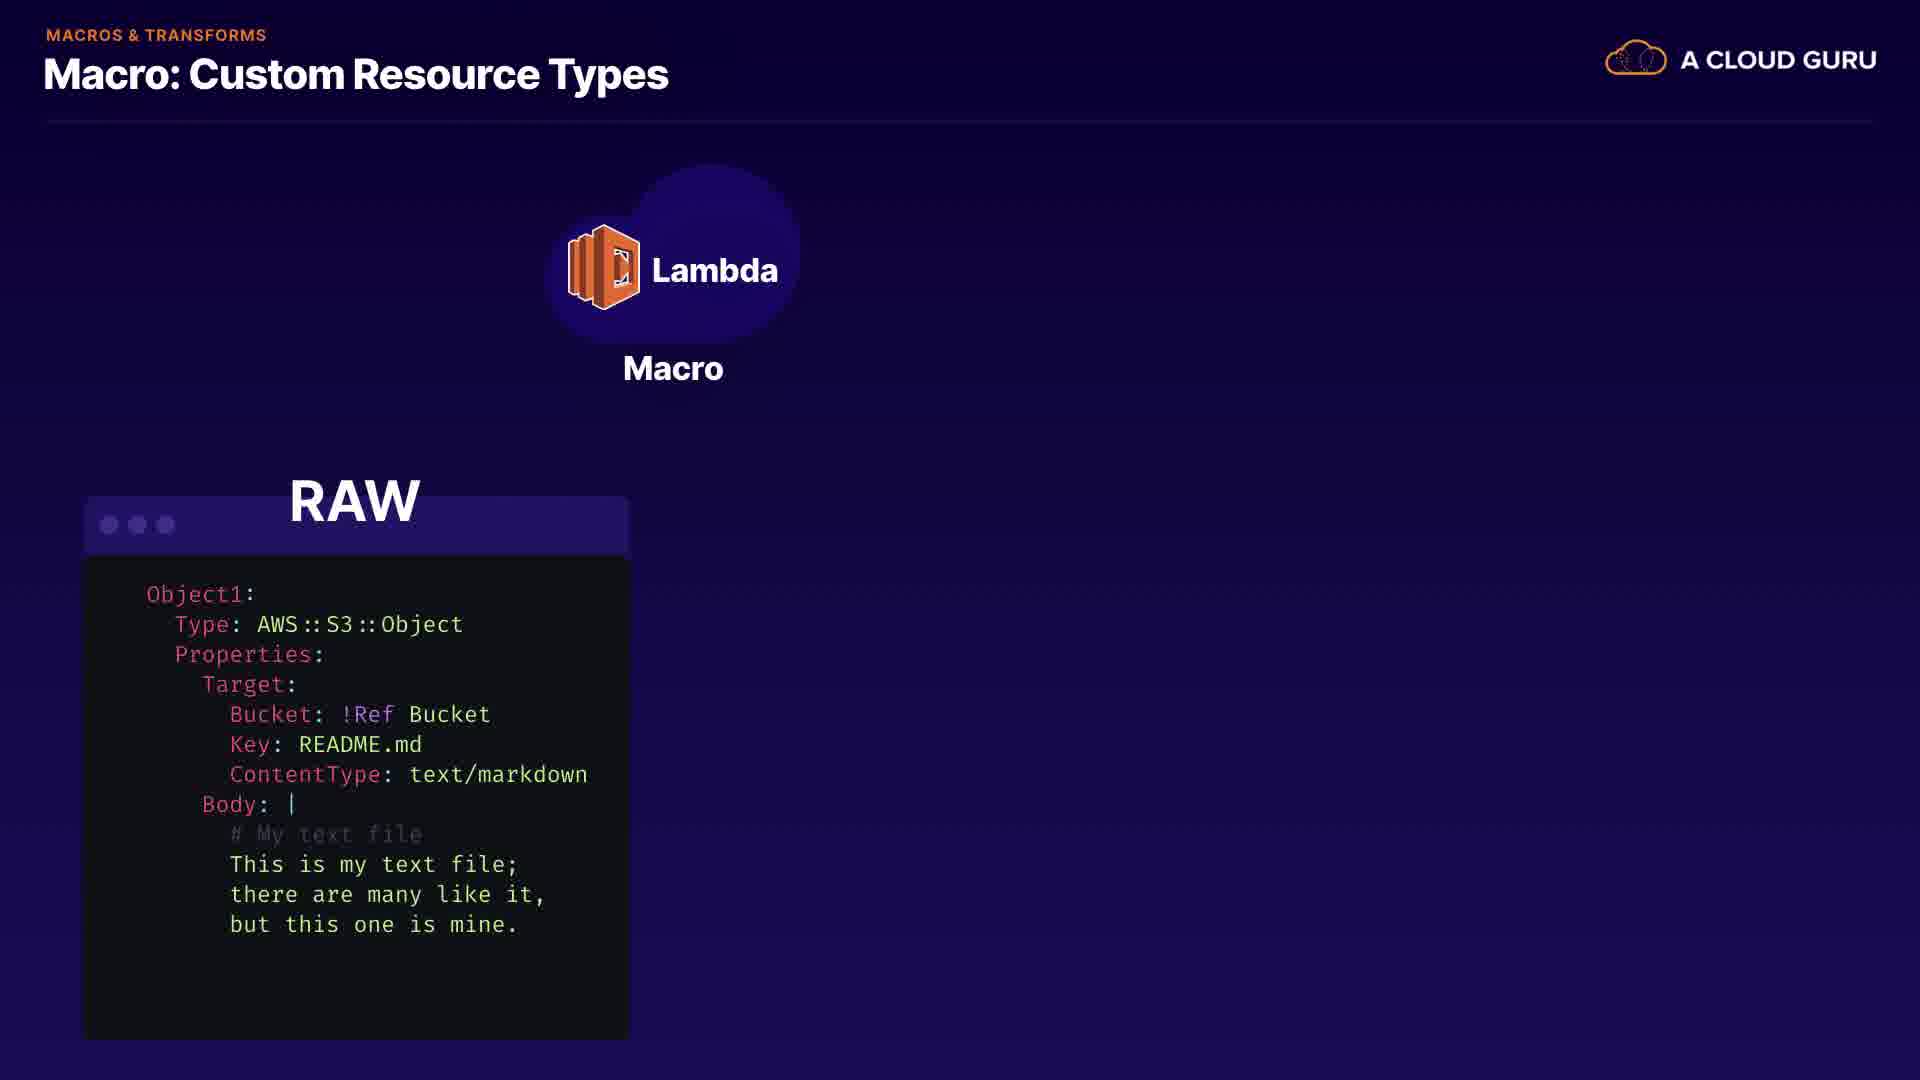 MACROS & TRANSFORMS
Macro: Custom Resource Types
A CLOUD GURU
Lambda
Macro
RAW
Object1:
  Type: AWS::S3::Object
  Properties:
    Target:
      Bucket: !Ref Bucket
      Key: README.md
      ContentType: text/markdown
    Body: |
      # My text file
      This is my text file;
      there are many like it,
      but this one is mine.